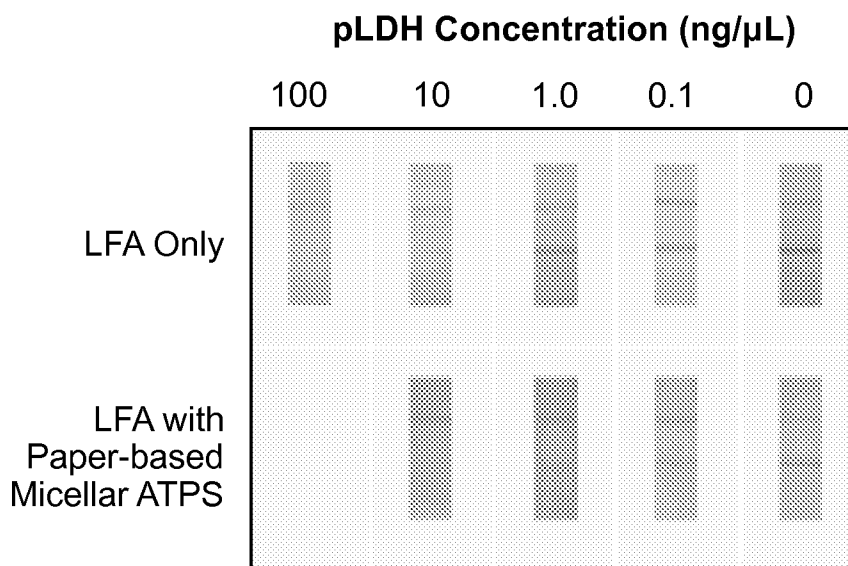 pLDH Concentration (ng/µL)
100 10 1.0 0.1 0
LFA Only
LFA with
Paper-based
Micellar ATPS